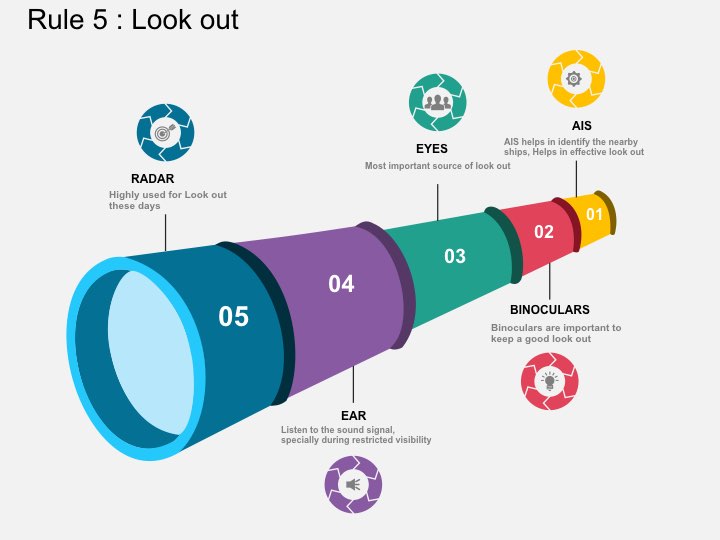 Rule 5 : Look out
AIS
AIS helps in identify the nearby
ships, Helps in effective look out
EYES
Most important source of look out
RADAR
Highly used for Look out
these days
01
02
03
04
05
BINOCULARS
Binoculars are important to
keep a good look out
EAR
Listen to the sound signal,
specially during restricted visibility